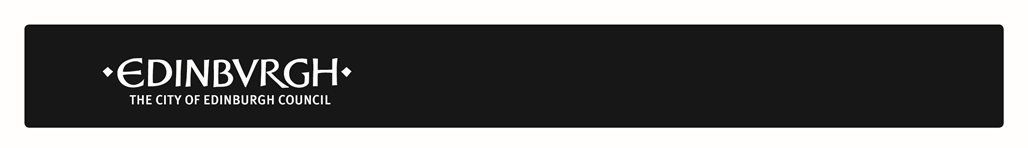 EDINBVRGH
THE CITY OF EDINBURGH COUNCIL